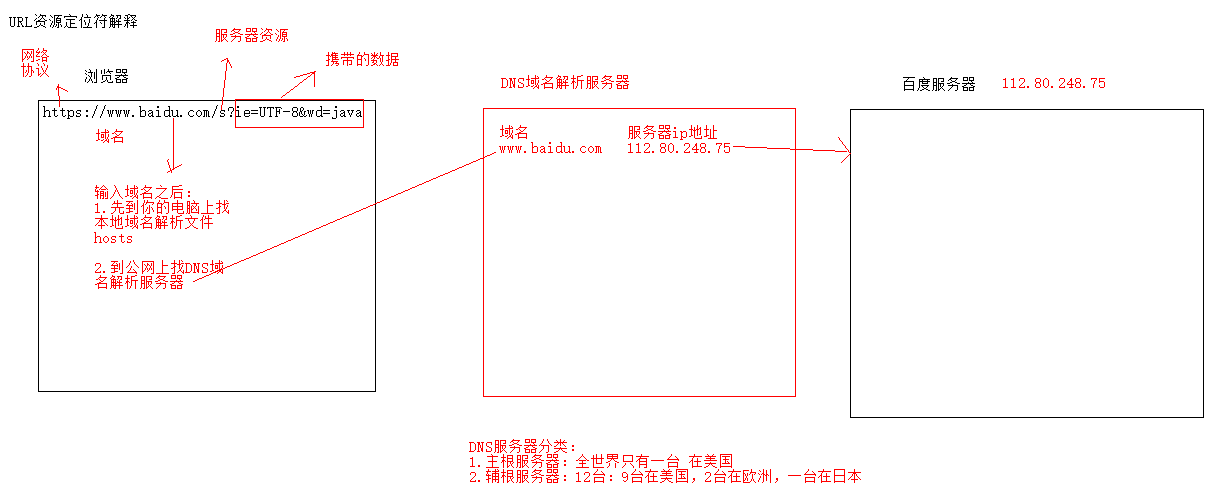 URL资源定位符解释
服务器资源
网络
协议
携带的数据
浏览器
https://www.baidu.com/s?ie=UTF-8&wd=java
域名
输入域名之后:
1.先到你的电脑上找
本地域名解析文件
hosts
2.到公网上找DNS域
名解析服务器
DNS域名解析服务器
域名 服务器ip地址
www.baidu.com 112.80.248.75
百度服务器 112.80.248.75
DNS服务器分类:
1.主根服务器: 全世界只有一台 在美国
2.辅根服务器: 12台: 9台在美国, 2台在欧洲, 一台在日本